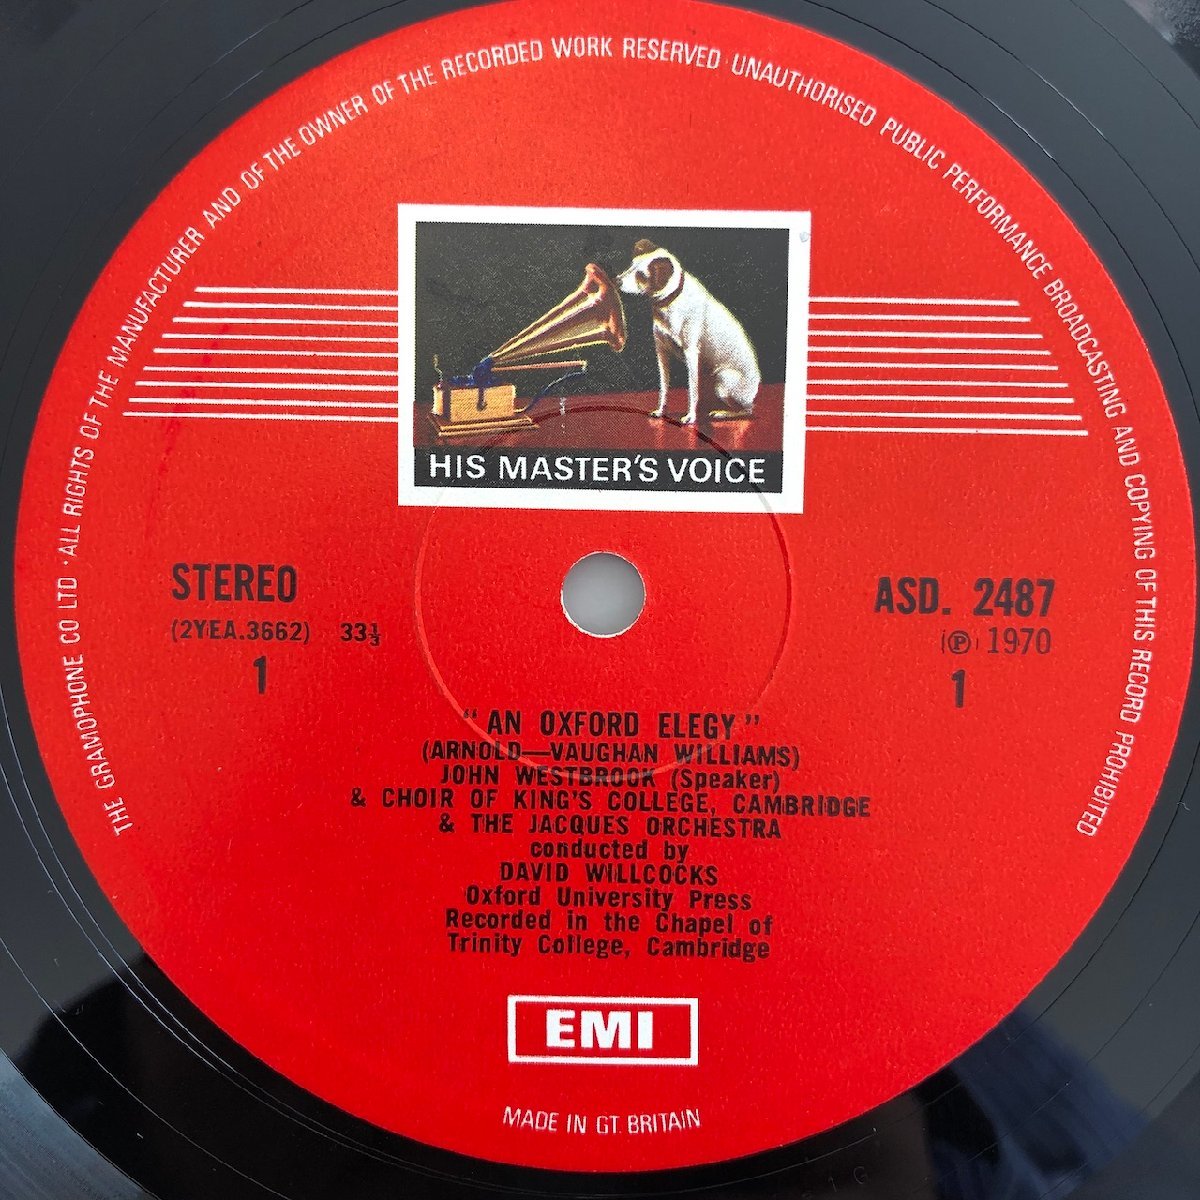 THE GRAMOPHONE CO LTD · ALL RIGHTS OF THE MANUFACTURER AND OF THE OWNER OF THE RECORDED WORK RESERVED · UNAUTHORISED PUBLIC PERFORMANCE BROADCASTING AND COPYING OF THIS RECORD PROHIBITED
HIS MASTER'S VOICE
STEREO
(2YEA.3662) 33⅓
1
ASD. 2487
(℗) 1970
1
"AN OXFORD ELEGY"
(ARNOLD—VAUGHAN WILLIAMS)
JOHN WESTBROOK (Speaker)
& CHOIR OF KING'S COLLEGE, CAMBRIDGE
& THE JACQUES ORCHESTRA
conducted by
DAVID WILLCOCKS
Oxford University Press
Recorded in the Chapel of
Trinity College, Cambridge
EMI
MADE IN GT. BRITAIN